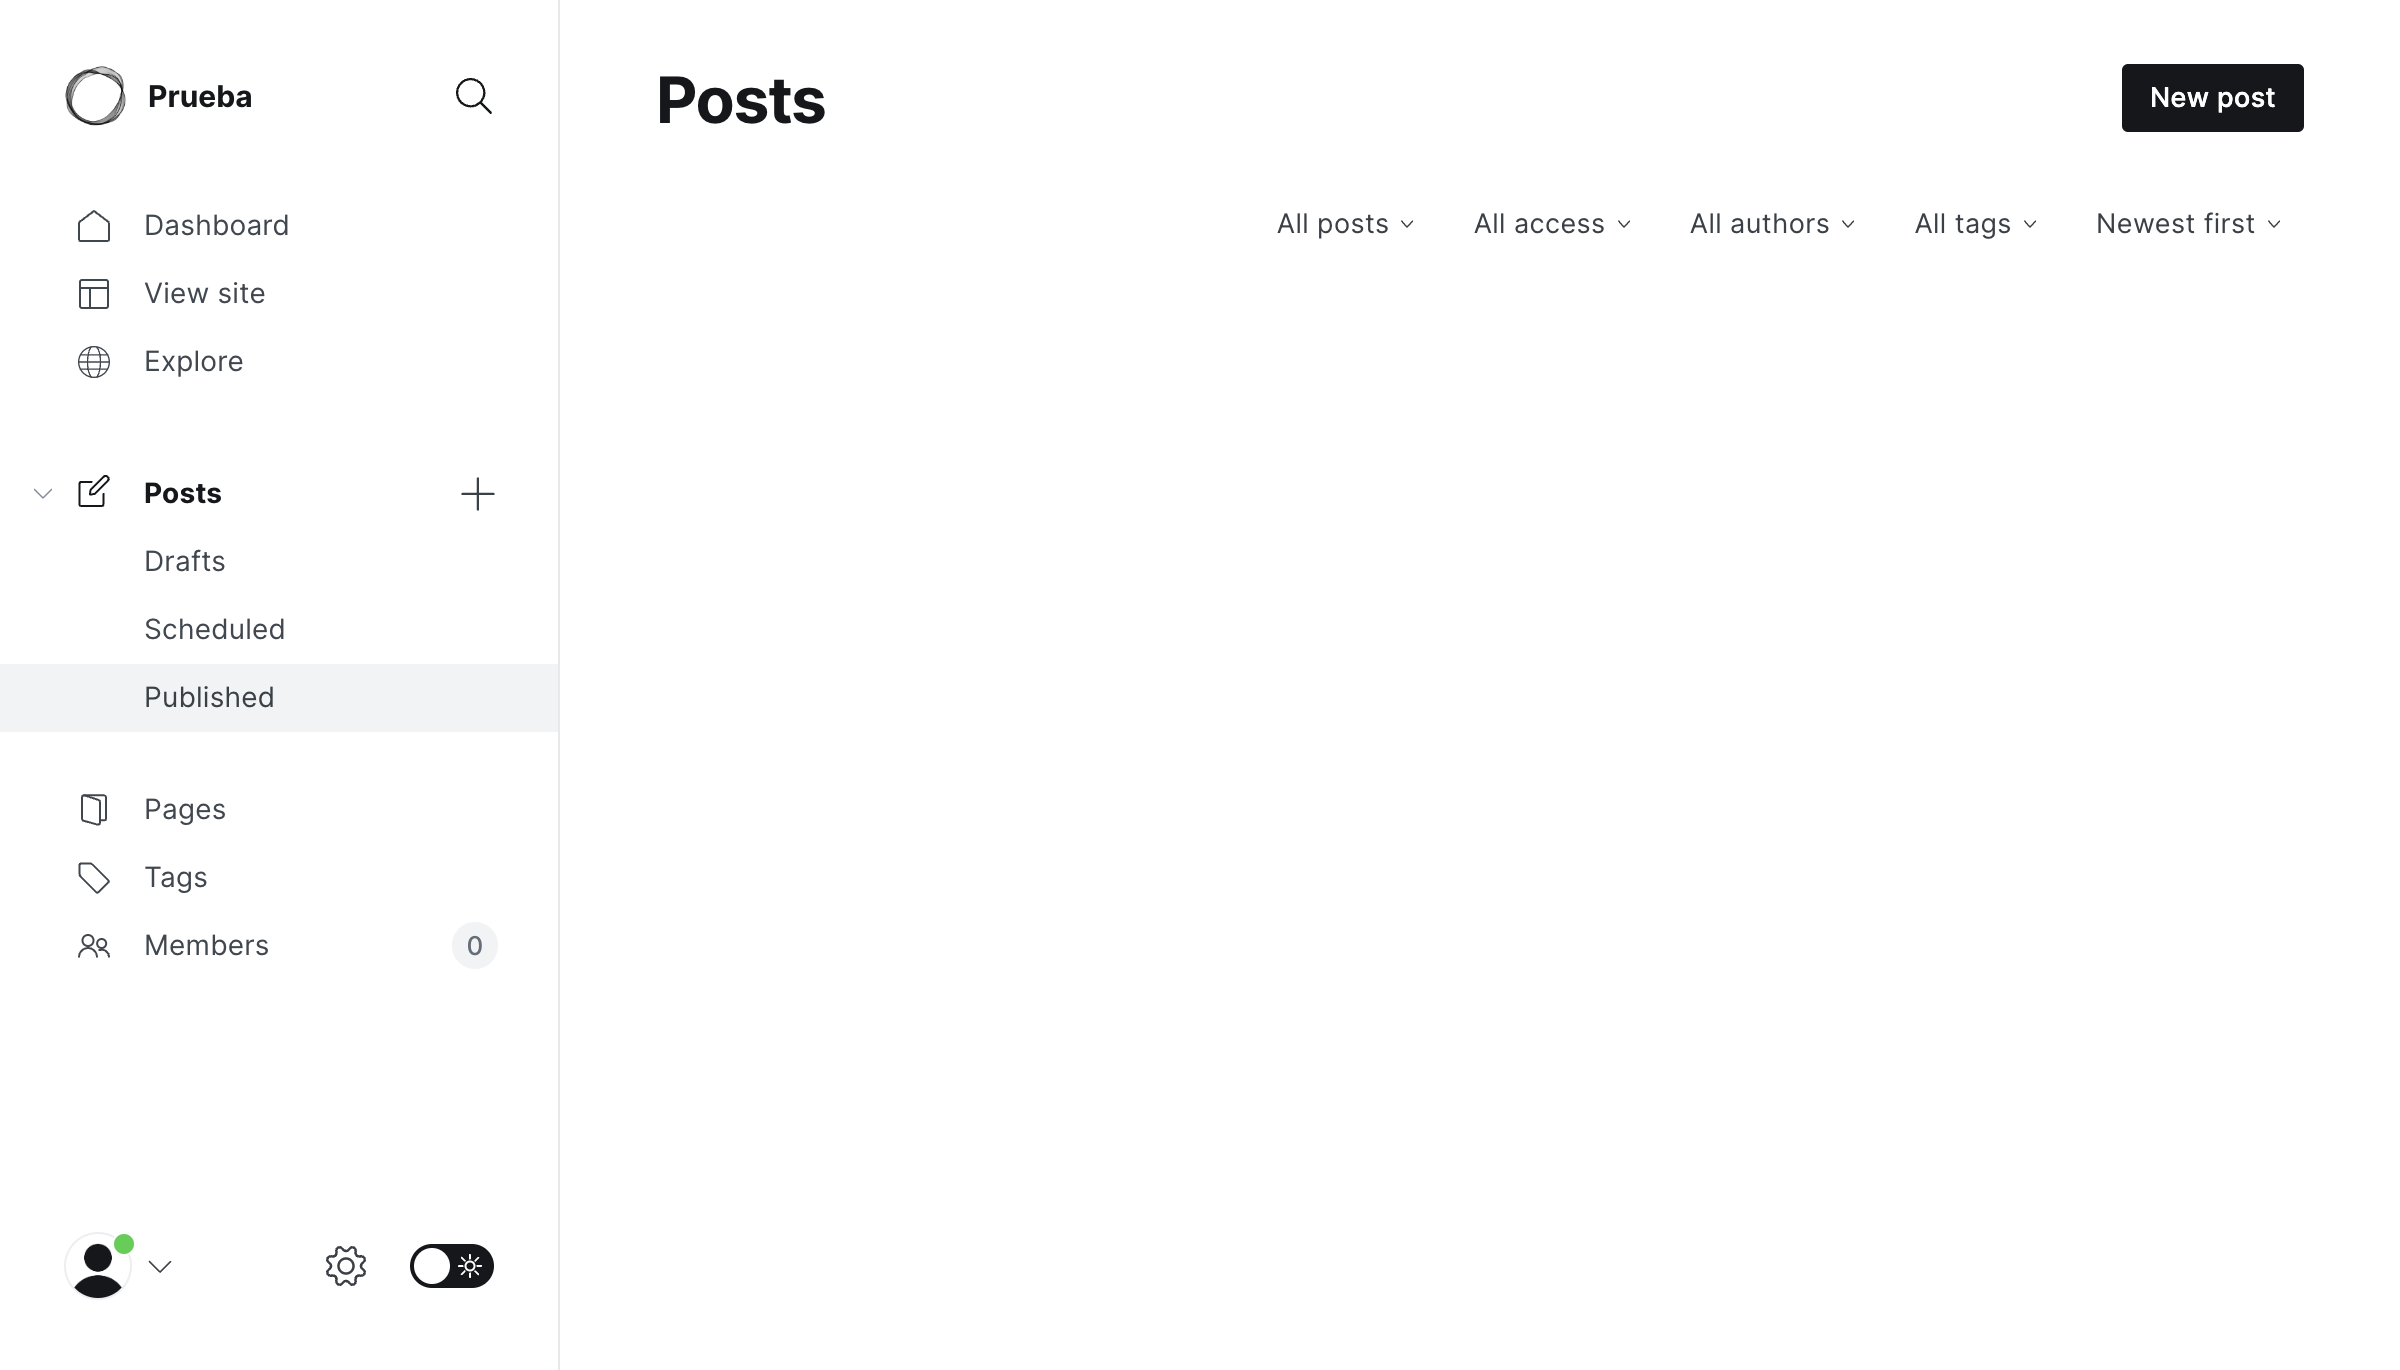 Prueba
Dashboard
View site
Explore
Posts
Drafts
Scheduled
Published
Pages
Tags
Members 0
Posts
New post
All posts All access All authors All tags Newest first